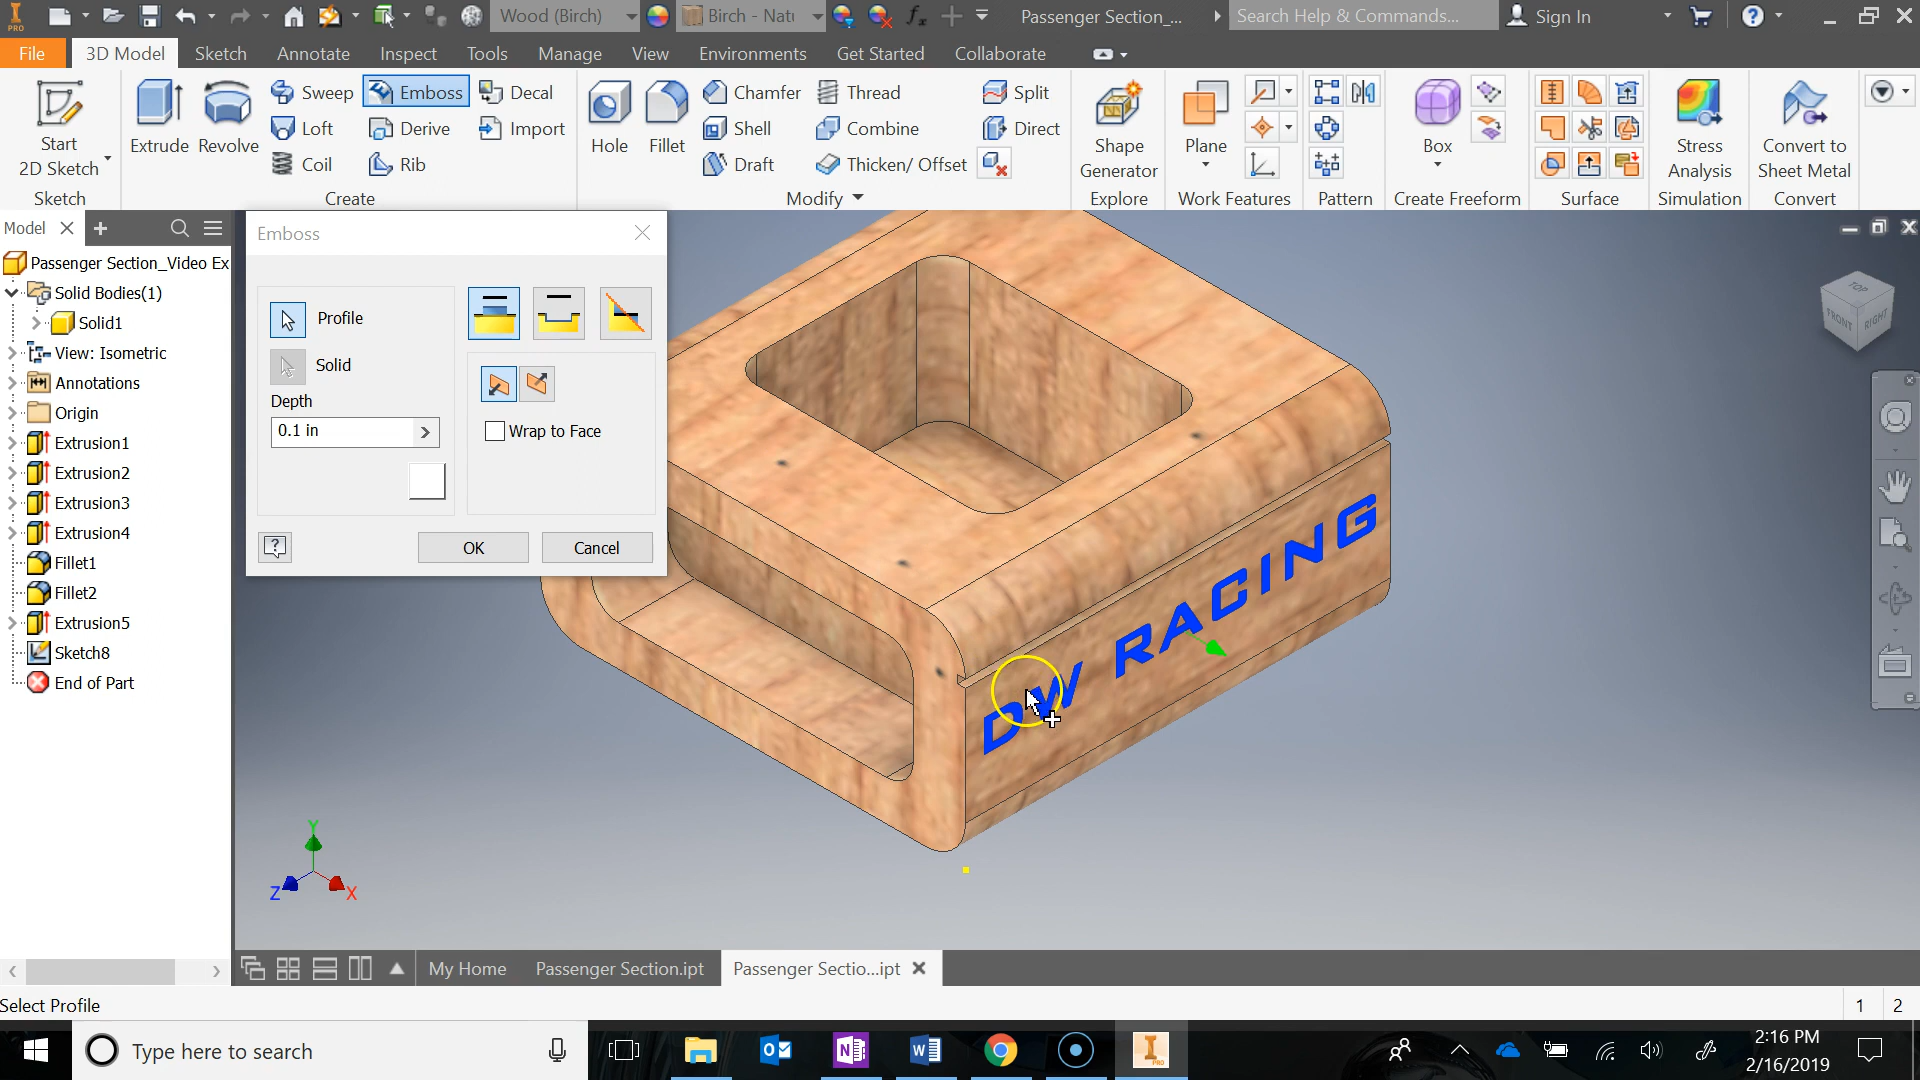 Wood (Birch)
Birch - Natu
fx
Passenger Section_...
Search Help & Commands...
Sign In
PRO
File
3D Model
Sketch
Annotate
Inspect
Tools
Manage
View
Environments
Get Started
Collaborate
Start
2D Sketch
Sketch
Extrude
Revolve
Sweep
Loft
Coil
Emboss
Derive
Rib
Decal
Import
Create
Hole
Fillet
Chamfer
Shell
Draft
Thread
Combine
Thicken/ Offset
Split
Direct
Modify
Shape
Generator
Explore
Plane
Work Features
Pattern
Box
Create Freeform
Surface
Stress
Analysis
Simulation
Convert to
Sheet Metal
Convert
Model
Passenger Section_Video Ex
Solid Bodies(1)
Solid1
View: Isometric
Annotations
Origin
Extrusion1
Extrusion2
Extrusion3
Extrusion4
Fillet1
Fillet2
Extrusion5
Sketch8
End of Part
Emboss
Profile
Solid
Depth
0.1 in
Wrap to Face
OK
Cancel
DW RACING
TOP
FRONT
RIGHT
Y
Z
X
My Home
Passenger Section.ipt
Passenger Sectio...ipt
Select Profile
1
2
Type here to search
2:16 PM
2/16/2019